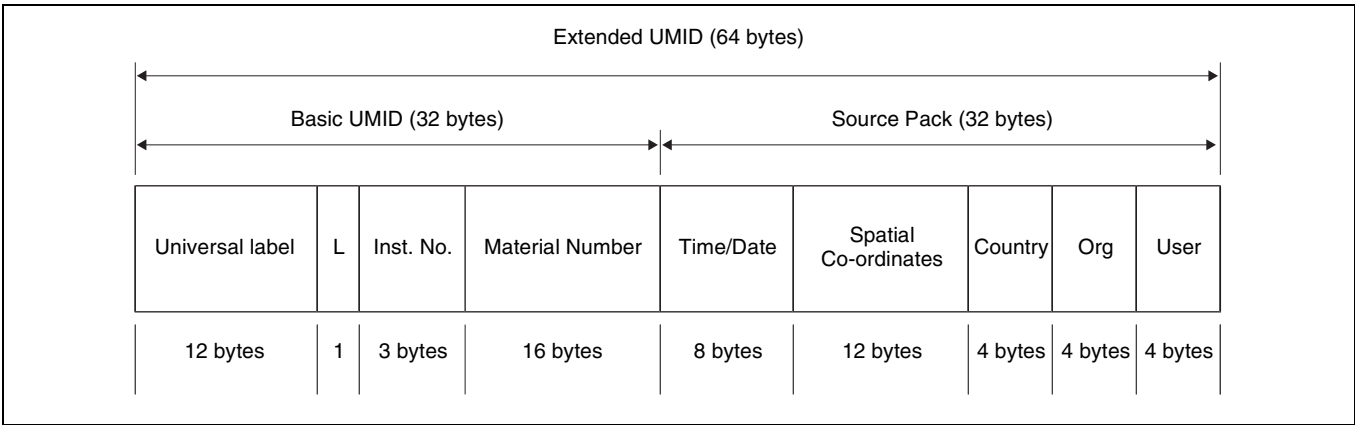 Extended UMID (64 bytes)
Basic UMID (32 bytes)
Source Pack (32 bytes)
Universal label
L
Inst. No.
Material Number
Time/Date
Spatial
Co-ordinates
Country
Org
User
12 bytes
1
3 bytes
16 bytes
8 bytes
12 bytes
4 bytes
4 bytes
4 bytes